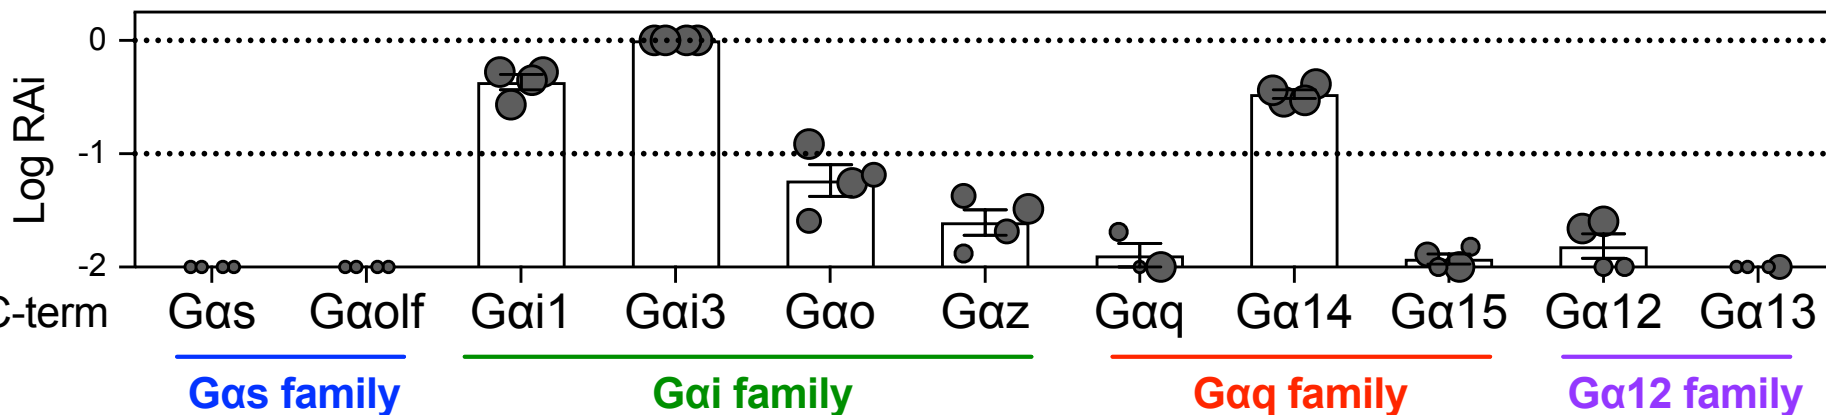 Log RAi
0
-1
-2
C-term Gαs Gαolf Gαi1 Gαi3 Gαo Gαz Gαq Gα14 Gα15 Gα12 Gα13
Gαs family Gαi family Gαq family Gα12 family